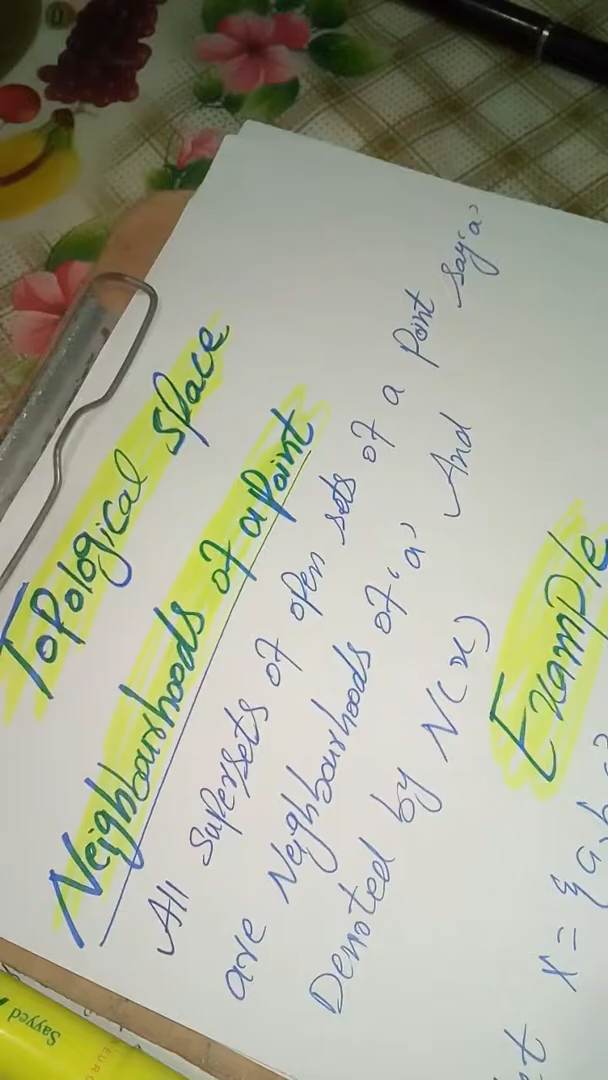 Topological space
Neighbourhoods of a point
All supersets of open sets of a point say 'a'
are Neighbourhoods of 'a' And
Denoted by N(x)
Example
x = {a, b
Sayyed